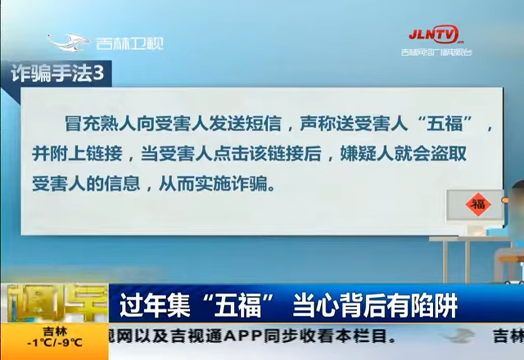 吉林卫视
JLNTV
吉林网络广播电视台
诈骗手法3
冒充熟人向受害人发送短信，声称送受害人“五福”，
并附上链接，当受害人点击该链接后，嫌疑人就会盗取
受害人的信息，从而实施诈骗。
福
过年集“五福” 当心背后有陷阱
吉林
-1℃/-9℃
视网以及吉视通APP同步收看本栏目。
吉林